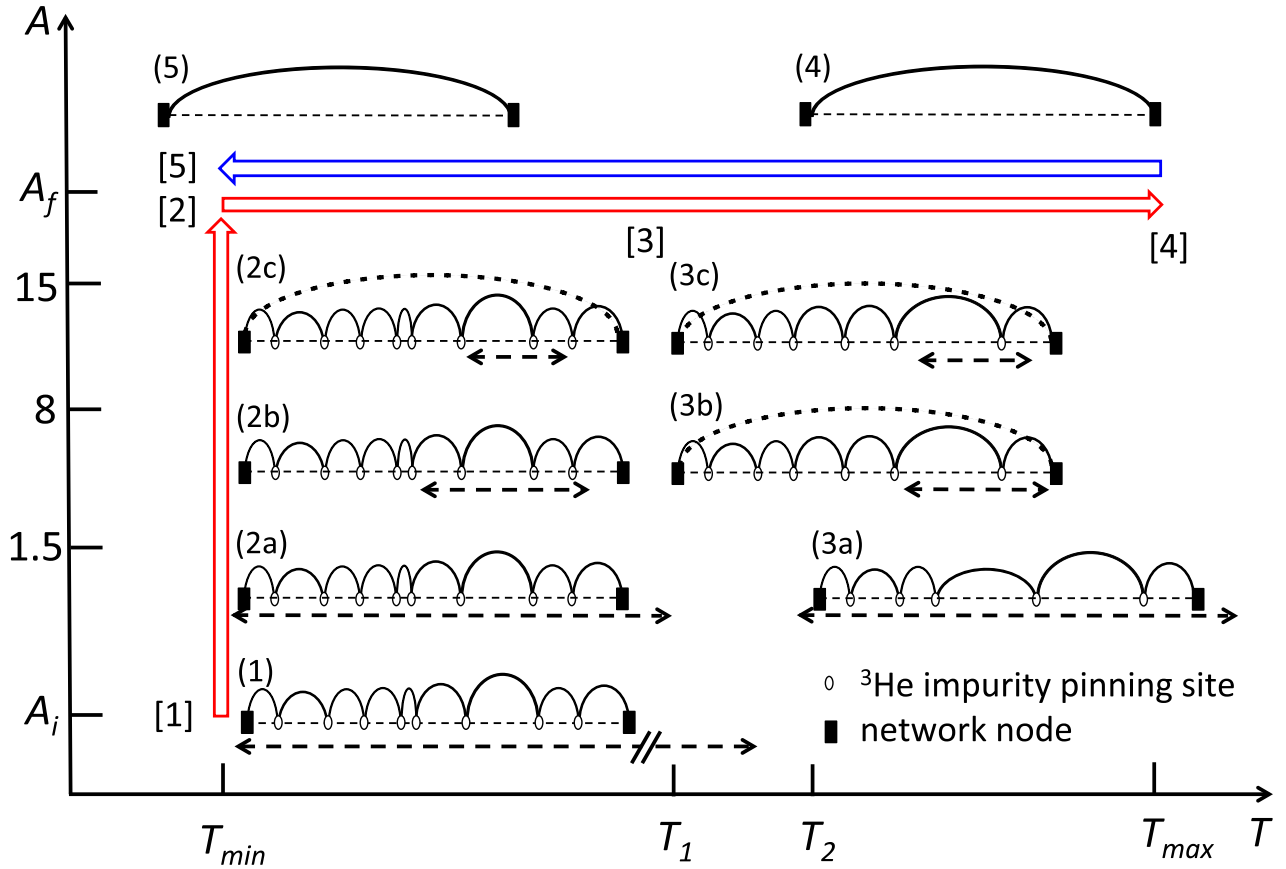 A
(5)
(4)
[5]
A_f
[2]
[3]
[4]
(2c)
(3c)
15
(2b)
(3b)
8
(2a)
(3a)
1.5
(1)
³He impurity pinning site
A_i
[1]
network node
T_min
T_1
T_2
T_max
T